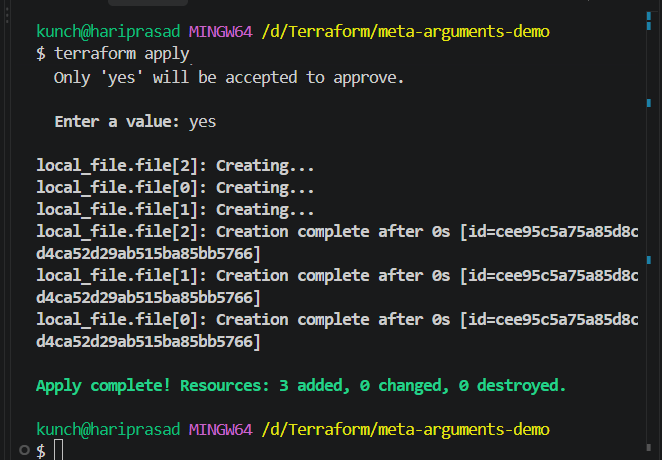 kunch@hariprasad MINGW64 /d/Terraform/meta-arguments-demo
$ terraform apply
Only 'yes' will be accepted to approve.
Enter a value: yes
local_file.file[2]: Creating...
local_file.file[0]: Creating...
local_file.file[1]: Creating...
local_file.file[2]: Creation complete after 0s [id=cee95c5a75a85d8c
d4ca52d29ab515ba85bb5766]
local_file.file[1]: Creation complete after 0s [id=cee95c5a75a85d8c
d4ca52d29ab515ba85bb5766]
local_file.file[0]: Creation complete after 0s [id=cee95c5a75a85d8c
d4ca52d29ab515ba85bb5766]
Apply complete! Resources: 3 added, 0 changed, 0 destroyed.
kunch@hariprasad MINGW64 /d/Terraform/meta-arguments-demo
$